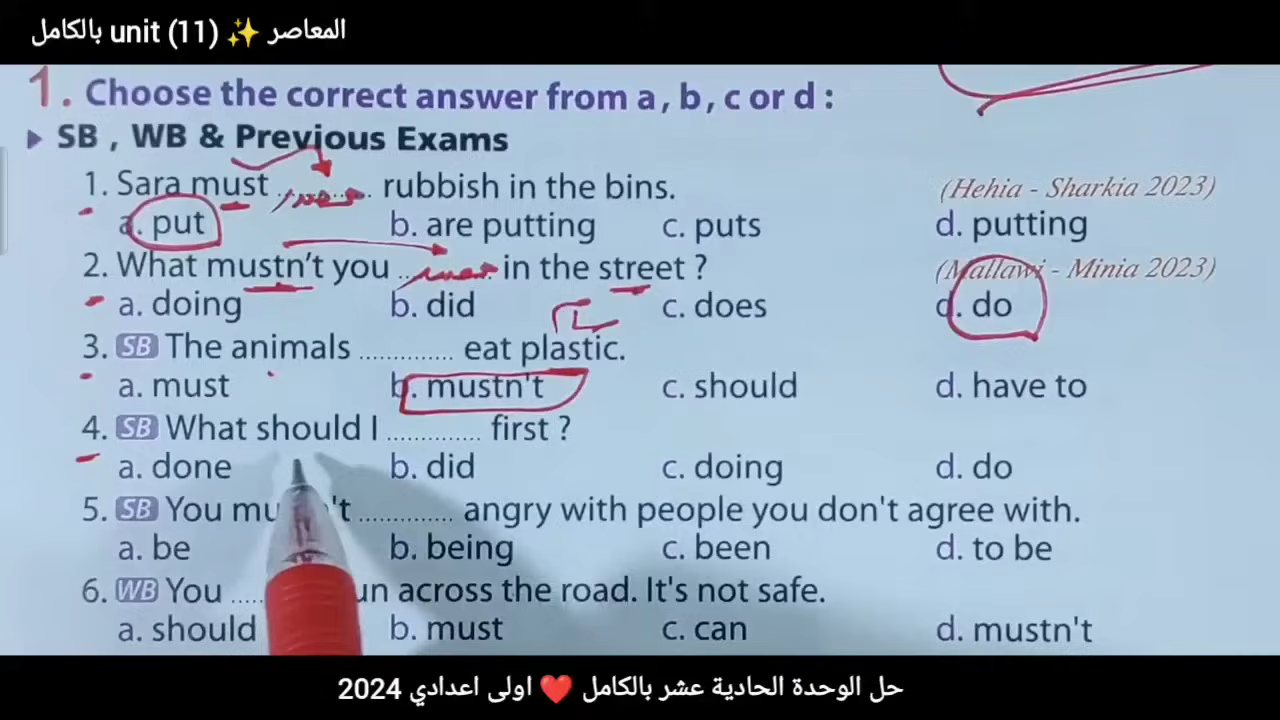 المعاصر ✨ unit (11) بالكامل
1. Choose the correct answer from a, b, c or d :
SB , WB & Previous Exams
1. Sara must ............ rubbish in the bins. (Hehia - Sharkia 2023)
مصدر
a. put b. are putting c. puts d. putting
2. What mustn't you ............ in the street ? (Mallawi - Minia 2023)
مصدر
a. doing b. did c. does d. do
3. SB The animals ............ eat plastic.
a. must b. mustn't c. should d. have to
4. SB What should I ............ first ?
a. done b. did c. doing d. do
5. SB You mu 't ............ angry with people you don't agree with.
a. be b. being c. been d. to be
6. WB You ..... un across the road. It's not safe.
a. should b. must c. can d. mustn't
حل الوحدة الحادية عشر بالكامل ❤️ اولى اعدادي 2024